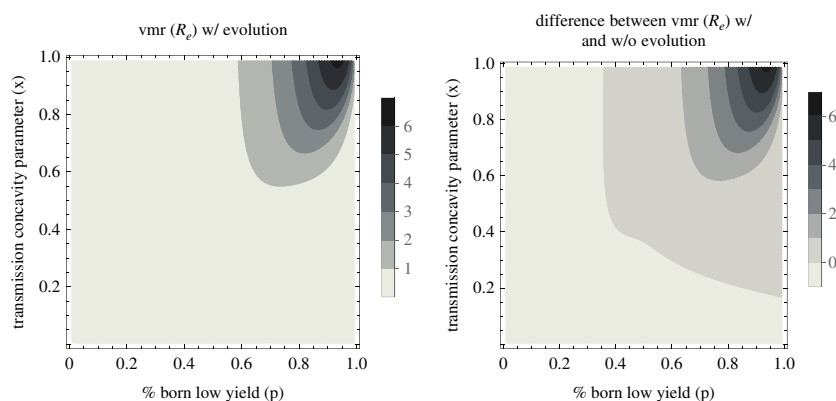 vmr (Re) w/ evolution
1.0
0.8
0.6
0.4
0.2
0 0.2 0.4 0.6 0.8 1.0
transmission concavity parameter (x)
% born low yield (p)
6
5
4
3
2
1
difference between vmr (Re) w/
and w/o evolution
1.0
0.8
0.6
0.4
0.2
0 0.2 0.4 0.6 0.8 1.0
transmission concavity parameter (x)
% born low yield (p)
6
4
2
0